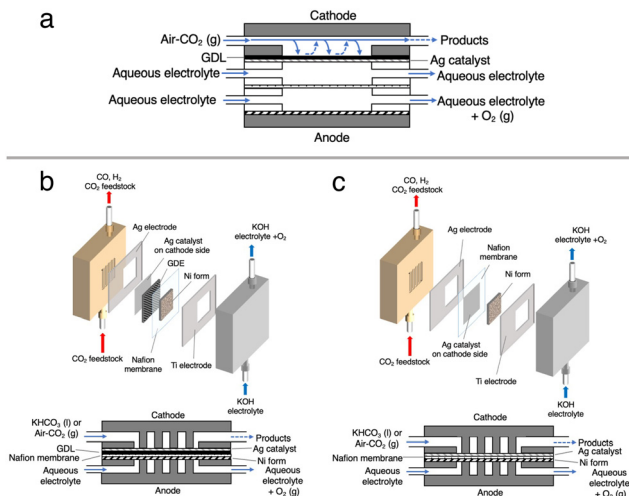 a
Cathode
Air-CO₂ (g)
Products
GDL
Ag catalyst
Aqueous electrolyte
Aqueous electrolyte
Aqueous electrolyte
Aqueous electrolyte
+ O₂ (g)
Anode
b
CO, H₂
CO₂ feedstock
Ag electrode
Ag catalyst
on cathode side
GDE
Ni form
KOH
electrolyte +O₂
CO₂ feedstock
Nafion
membrane
Ti electrode
KOH
electrolyte
Cathode
KHCO₃ (l) or
Air-CO₂ (g)
Products
Ag catalyst
GDL
Nafion membrane
Ni form
Aqueous
electrolyte
Aqueous
electrolyte
+ O₂ (g)
Anode
c
CO, H₂
CO₂ feedstock
Ag electrode
Nafion
membrane
Ni form
KOH
electrolyte +O₂
CO₂ feedstock
Ag catalyst
on cathode side
Ti electrode
KOH
electrolyte
Cathode
KHCO₃ (l) or
Air-CO₂ (g)
Products
Ag catalyst
Nafion membrane
Ni form
Aqueous
electrolyte
Aqueous
electrolyte
+ O₂ (g)
Anode